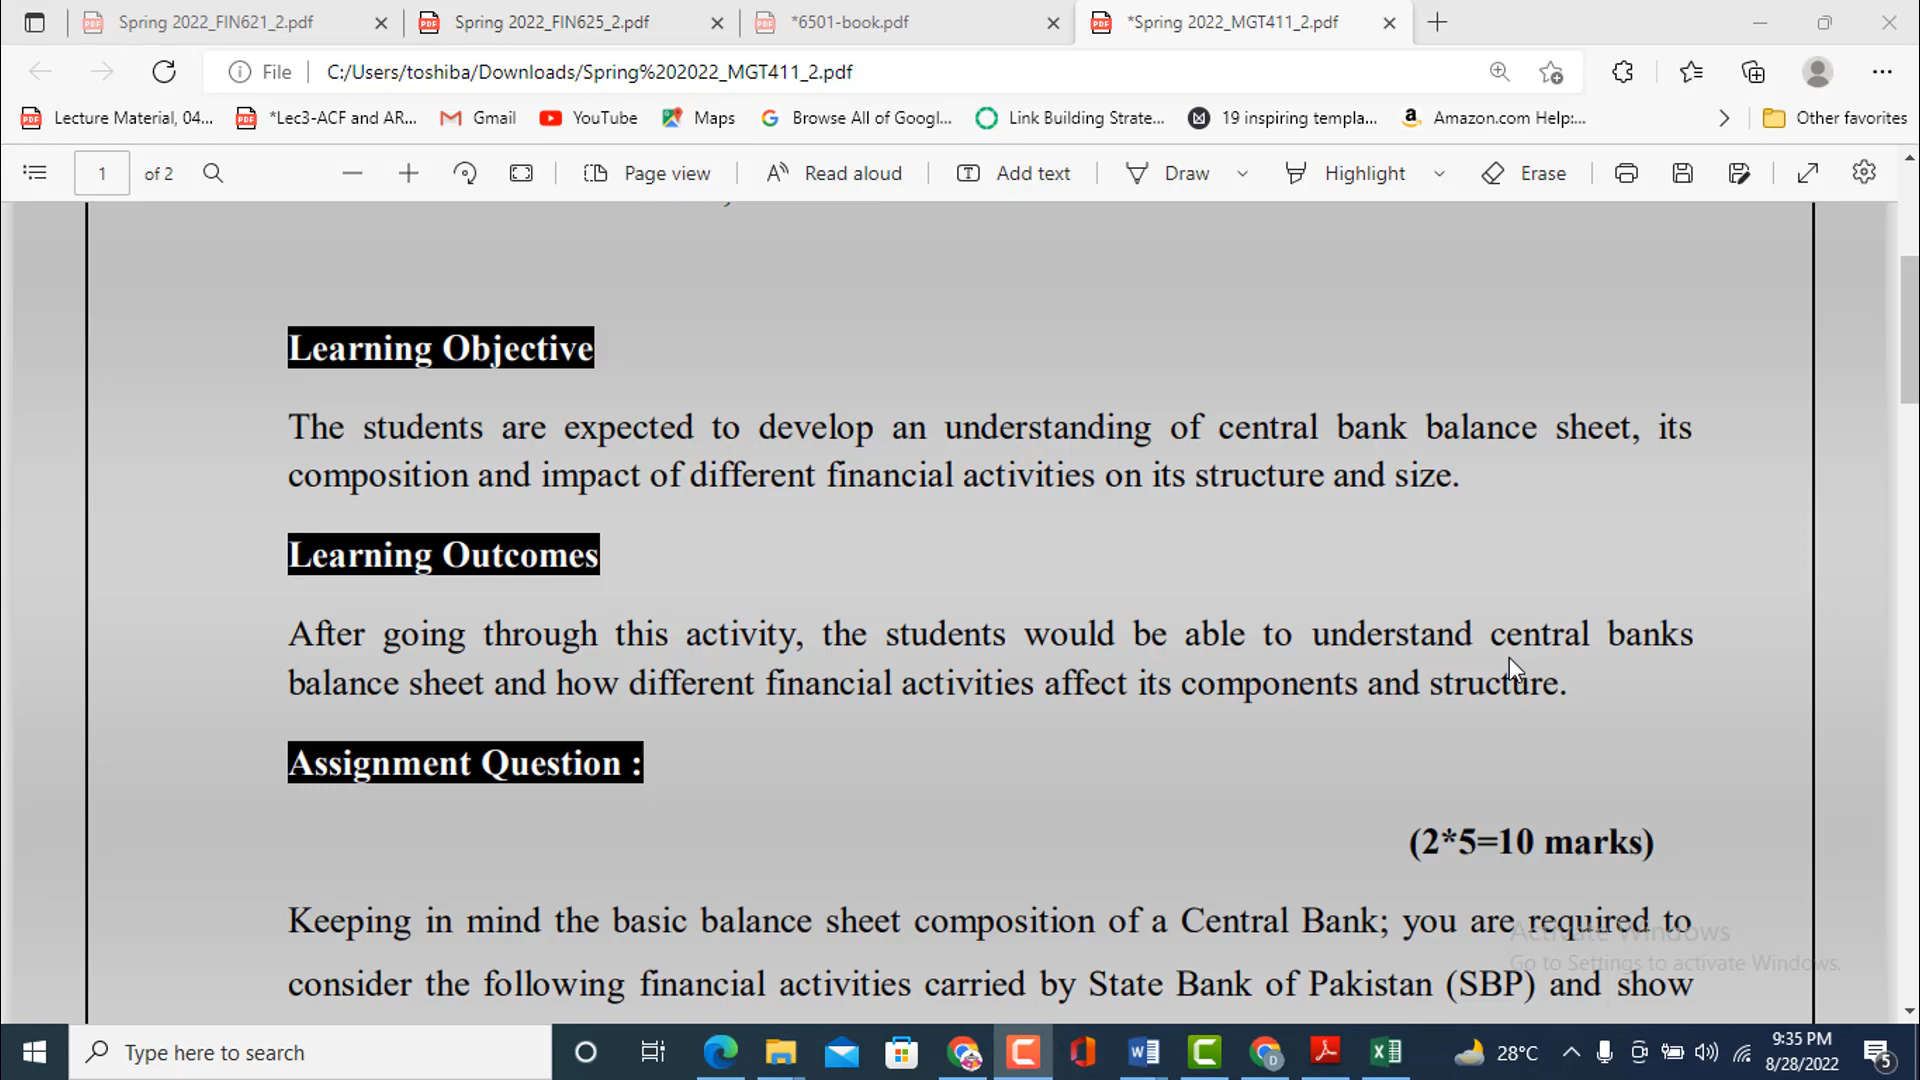 Spring 2022_FIN621_2.pdf
Spring 2022_FIN625_2.pdf
*6501-book.pdf
*Spring 2022_MGT411_2.pdf
File
C:/Users/toshiba/Downloads/Spring%202022_MGT411_2.pdf
Lecture Material, 04...
*Lec3-ACF and AR...
Gmail
YouTube
Maps
Browse All of Googl...
Link Building Strate...
19 inspiring templa...
Amazon.com Help:...
Other favorites
1
of 2
Page view
Read aloud
Add text
Draw
Highlight
Erase
Learning Objective
The students are expected to develop an understanding of central bank balance sheet, its
composition and impact of different financial activities on its structure and size.
Learning Outcomes
After going through this activity, the students would be able to understand central banks
balance sheet and how different financial activities affect its components and structure.
Assignment Question :
(2*5=10 marks)
Keeping in mind the basic balance sheet composition of a Central Bank; you are required to
consider the following financial activities carried by State Bank of Pakistan (SBP) and show
Activate Windows
Go to Settings to activate Windows.
Type here to search
28°C
9:35 PM
8/28/2022
5